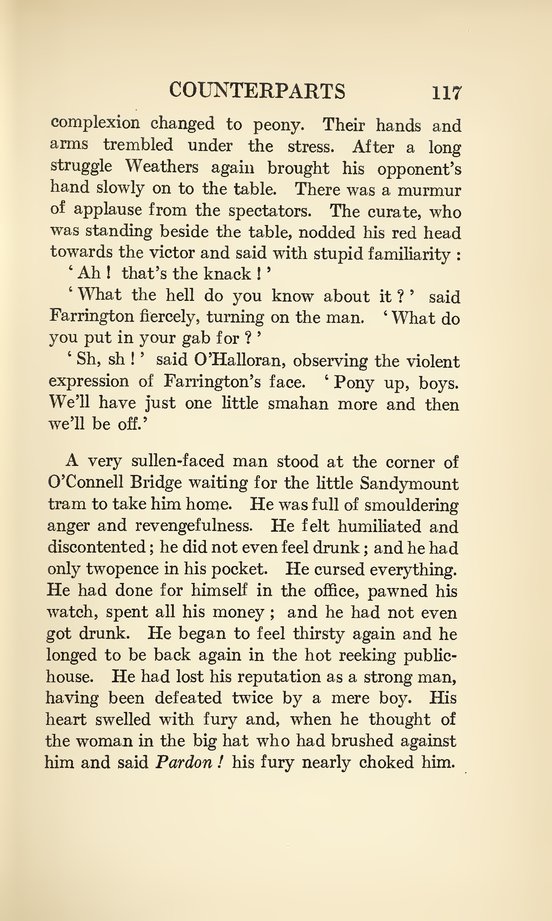 COUNTERPARTS 117
complexion changed to peony. Their hands and
arms trembled under the stress. After a long
struggle Weathers again brought his opponent's
hand slowly on to the table. There was a murmur
of applause from the spectators. The curate, who
was standing beside the table, nodded his red head
towards the victor and said with stupid familiarity :
‘ Ah ! that's the knack ! ’
‘ What the hell do you know about it ? ’ said
Farrington fiercely, turning on the man. ‘ What do
you put in your gab for ? ’
‘ Sh, sh ! ’ said O'Halloran, observing the violent
expression of Farrington's face. ‘ Pony up, boys.
We'll have just one little smahan more and then
we'll be off.’
A very sullen-faced man stood at the corner of
O'Connell Bridge waiting for the little Sandymount
tram to take him home. He was full of smouldering
anger and revengefulness. He felt humiliated and
discontented ; he did not even feel drunk ; and he had
only twopence in his pocket. He cursed everything.
He had done for himself in the office, pawned his
watch, spent all his money ; and he had not even
got drunk. He began to feel thirsty again and he
longed to be back again in the hot reeking public-
house. He had lost his reputation as a strong man,
having been defeated twice by a mere boy. His
heart swelled with fury and, when he thought of
the woman in the big hat who had brushed against
him and said Pardon ! his fury nearly choked him.